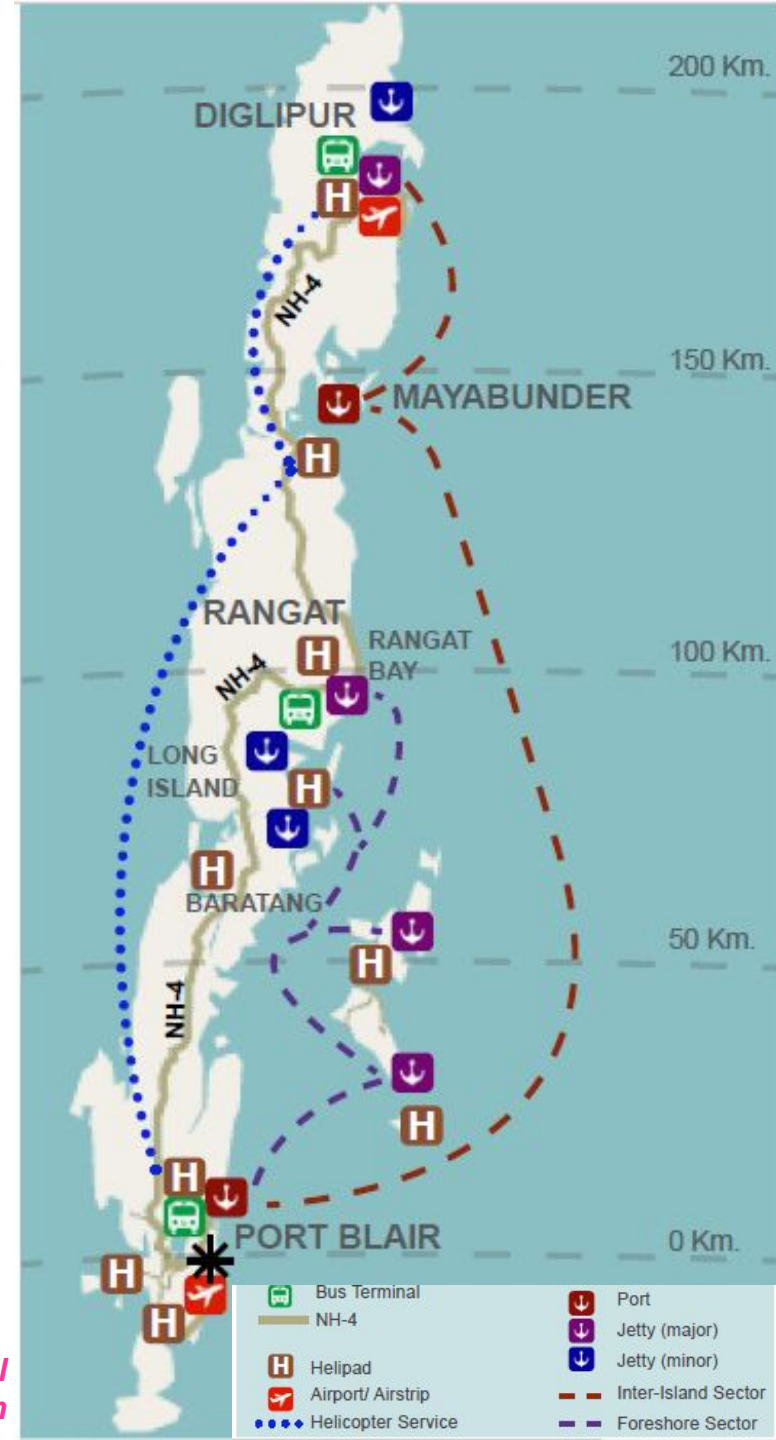 200 Km.
DIGLIPUR
H
NH-4
150 Km.
MAYABUNDER
H
RANGAT
H
RANGAT
BAY
100 Km.
NH-4
LONG
ISLAND
H
H
BARATANG
50 Km.
H
NH-4
H
H
PORT BLAIR
0 Km.
H
H
Bus Terminal
NH-4
H Helipad
Airport/ Airstrip
Helicopter Service
Port
Jetty (major)
Jetty (minor)
Inter-Island Sector
Foreshore Sector